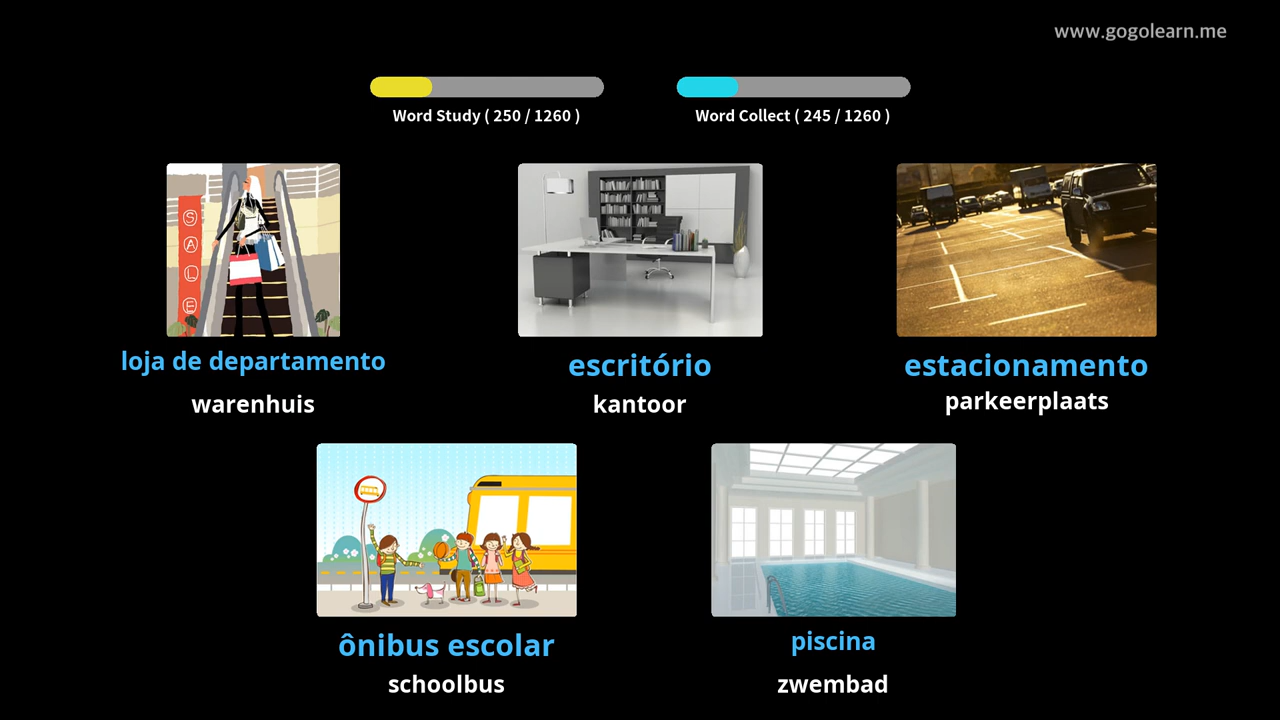 www.gogolearn.me
Word Study ( 250 / 1260 )
Word Collect ( 245 / 1260 )
S
A
L
E
loja de departamento
escritório
estacionamento
warenhuis
kantoor
parkeerplaats
ônibus escolar
piscina
schoolbus
zwembad